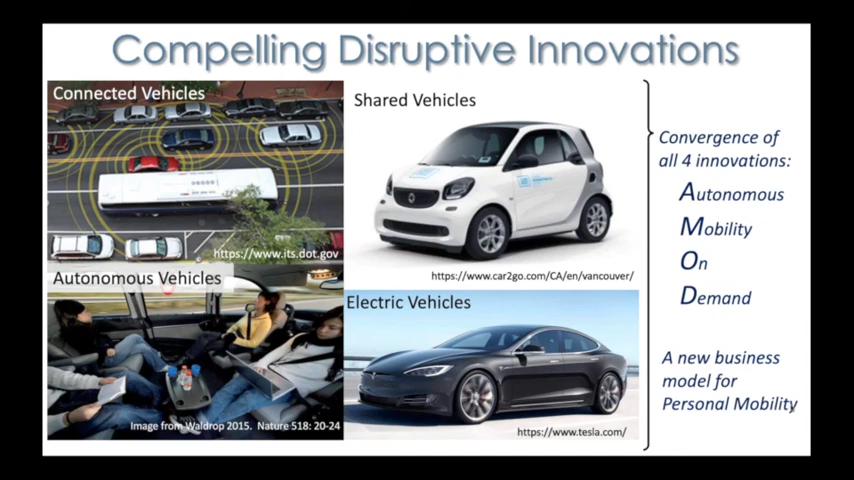 Compelling Disruptive Innovations
Connected Vehicles
https://www.its.dot.gov
Shared Vehicles
https://www.car2go.com/CA/en/vancouver/
Autonomous Vehicles
Image from Waldrop 2015. Nature 518: 20-24
Electric Vehicles
https://www.tesla.com/
Convergence of
all 4 innovations:
Autonomous
Mobility
On
Demand
A new business
model for
Personal Mobility